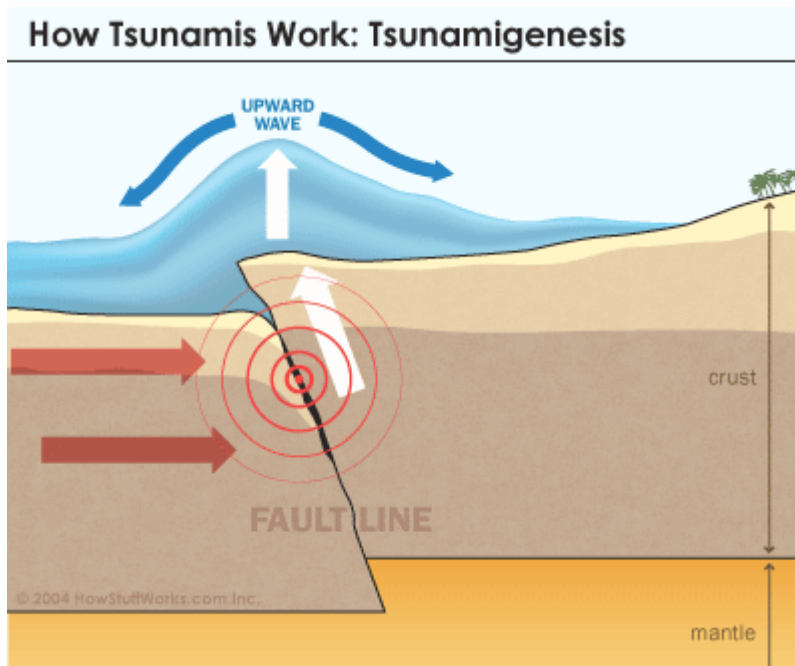 How Tsunamis Work: Tsunamigenesis
UPWARD
WAVE
crust
FAULT LINE
© 2004 HowStuffWorks.com Inc.
mantle